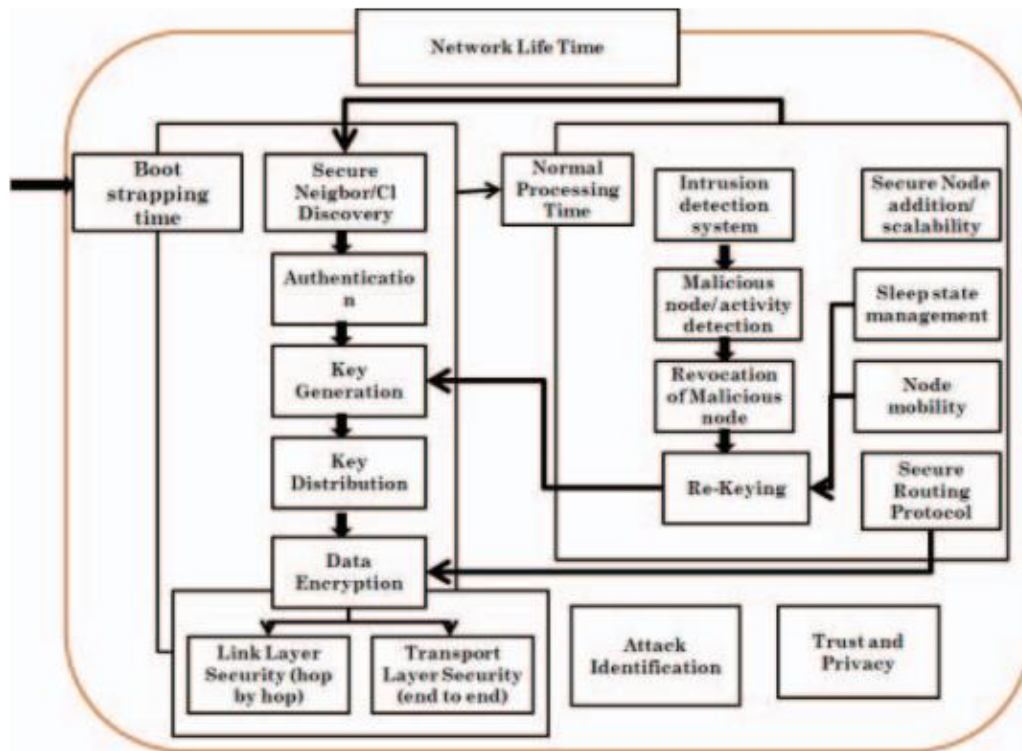 Network Life Time
Boot
strapping
time
Secure
Neigbor/Cl
Discovery
Authenticatio
n
Key
Generation
Key
Distribution
Data
Encryption
Link Layer
Security (hop
by hop)
Transport
Layer Security
(end to end)
Normal
Processing
Time
Intrusion
detection
system
Malicious
node/ activity
detection
Revocation
of Malicious
node
Re-Keying
Secure Node
addition/
scalability
Sleep state
management
Node
mobility
Secure
Routing
Protocol
Attack
Identification
Trust and
Privacy